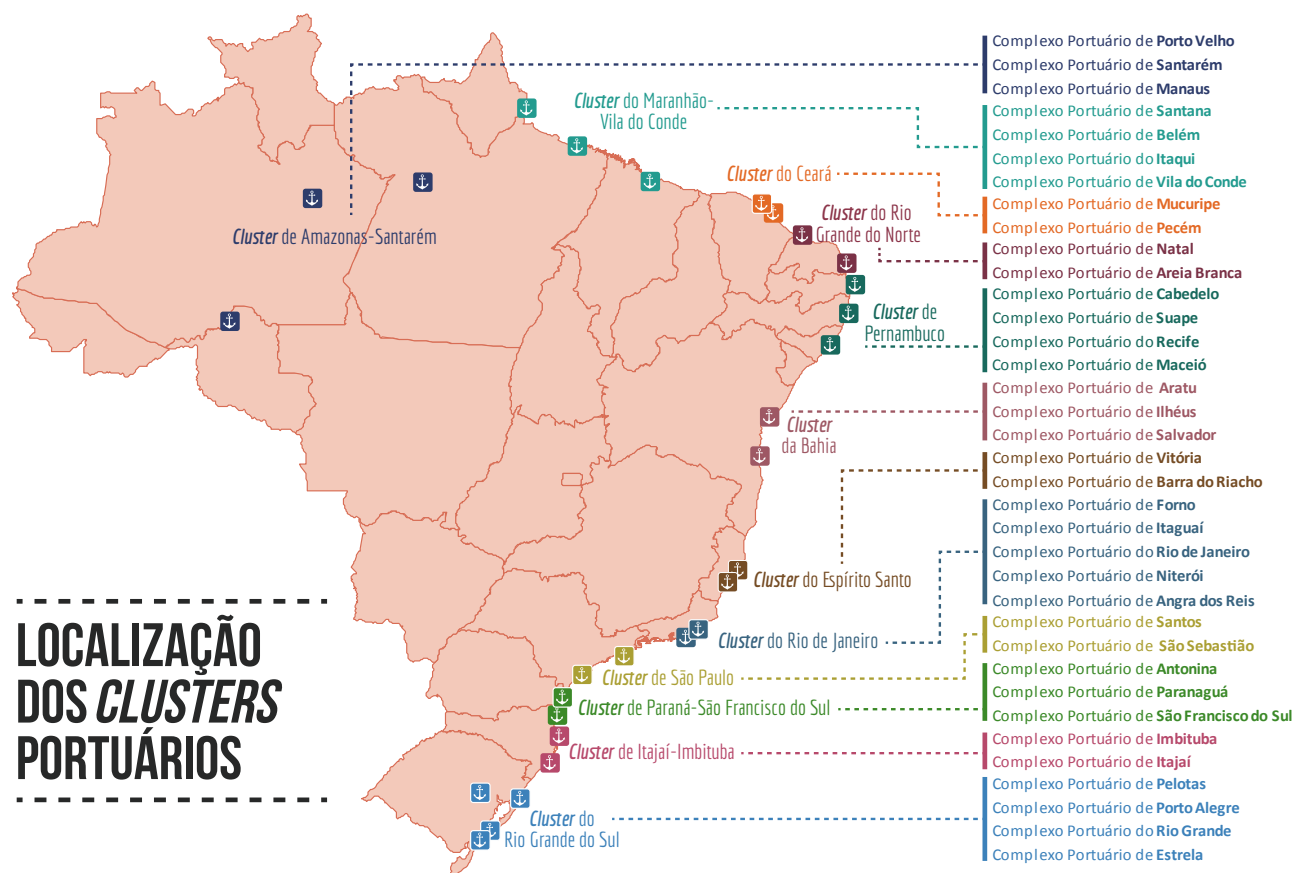 Complexo Portuário de Porto Velho
Complexo Portuário de Santarém
Complexo Portuário de Manaus
Complexo Portuário de Santana
Complexo Portuário de Belém
Complexo Portuário do Itaqui
Complexo Portuário de Vila do Conde
Complexo Portuário de Mucuripe
Complexo Portuário de Pecém
Complexo Portuário de Natal
Complexo Portuário de Areia Branca
Complexo Portuário de Cabedelo
Complexo Portuário de Suape
Complexo Portuário do Recife
Complexo Portuário de Maceió
Complexo Portuário de Aratu
Complexo Portuário de Ilhéus
Complexo Portuário de Salvador
Complexo Portuário de Vitória
Complexo Portuário de Barra do Riacho
Complexo Portuário de Forno
Complexo Portuário de Itaguaí
Complexo Portuário do Rio de Janeiro
Complexo Portuário de Niterói
Complexo Portuário de Angra dos Reis
Complexo Portuário de Santos
Complexo Portuário de São Sebastião
Complexo Portuário de Antonina
Complexo Portuário de Paranaguá
Complexo Portuário de São Francisco do Sul
Complexo Portuário de Imbituba
Complexo Portuário de Itajaí
Complexo Portuário de Pelotas
Complexo Portuário de Porto Alegre
Complexo Portuário do Rio Grande
Complexo Portuário de Estrela
Cluster do Maranhão-
Vila do Conde
Cluster do Ceará
Cluster do Rio
Grande do Norte
Cluster de Amazonas-Santarém
Cluster de
Pernambuco
Cluster
da Bahia
Cluster do Espírito Santo
Cluster do Rio de Janeiro
Cluster de São Paulo
Cluster de Paraná-São Francisco do Sul
Cluster de Itajaí-Imbituba
Cluster do
Rio Grande do Sul
LOCALIZAÇÃO
DOS CLUSTERS
PORTUÁRIOS